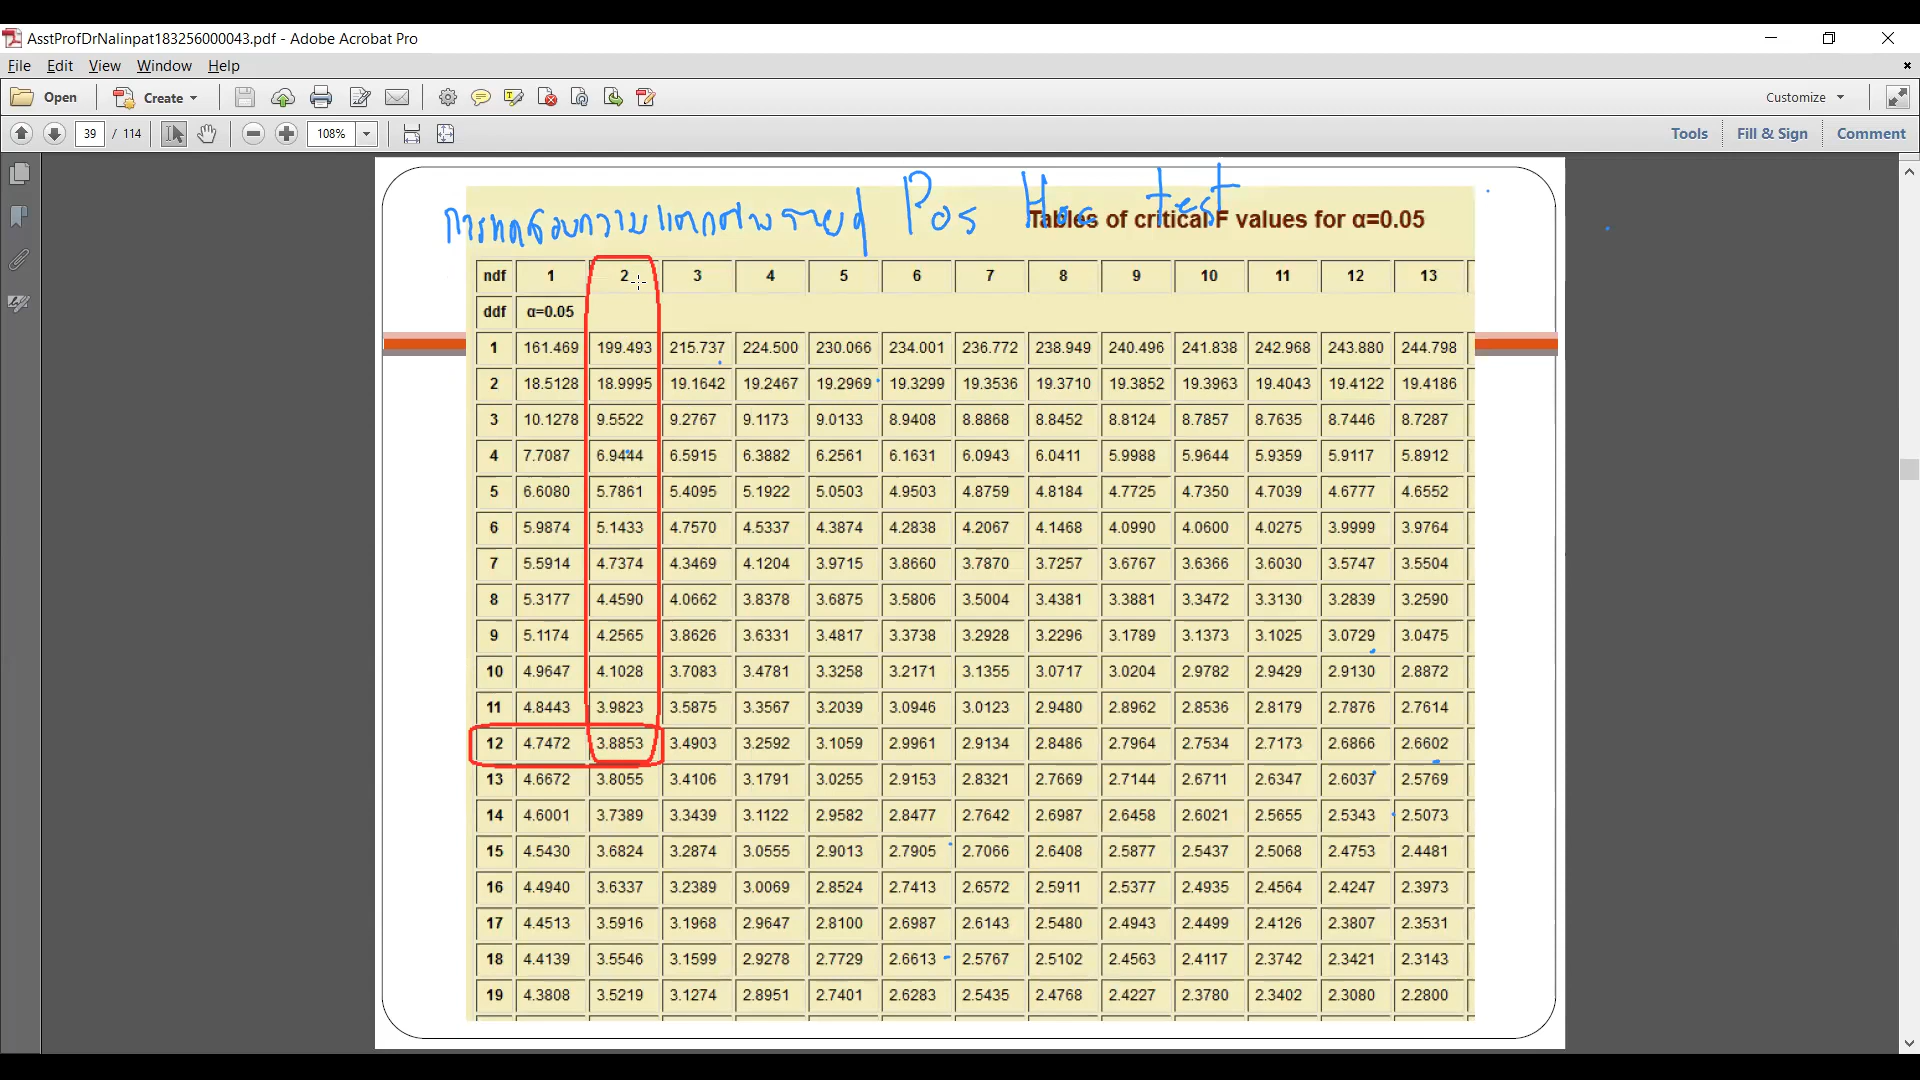 AsstProfDrNalinpat183256000043.pdf - Adobe Acrobat Pro
File Edit View Window Help
Open Create Customize
39 / 114 108% Tools Fill & Sign Comment
การทดสอบความแตกต่างรายคู่ Pos Hoc test
Tables of critical F values for α=0.05
ndf 1 2 3 4 5 6 7 8 9 10 11 12 13
ddf α=0.05
1 161.469 199.493 215.737 224.500 230.066 234.001 236.772 238.949 240.496 241.838 242.968 243.880 244.798
2 18.5128 18.9995 19.1642 19.2467 19.2969 19.3299 19.3536 19.3710 19.3852 19.3963 19.4043 19.4122 19.4186
3 10.1278 9.5522 9.2767 9.1173 9.0133 8.9408 8.8868 8.8452 8.8124 8.7857 8.7635 8.7446 8.7287
4 7.7087 6.9444 6.5915 6.3882 6.2561 6.1631 6.0943 6.0411 5.9988 5.9644 5.9359 5.9117 5.8912
5 6.6080 5.7861 5.4095 5.1922 5.0503 4.9503 4.8759 4.8184 4.7725 4.7350 4.7039 4.6777 4.6552
6 5.9874 5.1433 4.7570 4.5337 4.3874 4.2838 4.2067 4.1468 4.0990 4.0600 4.0275 3.9999 3.9764
7 5.5914 4.7374 4.3469 4.1204 3.9715 3.8660 3.7870 3.7257 3.6767 3.6366 3.6030 3.5747 3.5504
8 5.3177 4.4590 4.0662 3.8378 3.6875 3.5806 3.5004 3.4381 3.3881 3.3472 3.3130 3.2839 3.2590
9 5.1174 4.2565 3.8626 3.6331 3.4817 3.3738 3.2928 3.2296 3.1789 3.1373 3.1025 3.0729 3.0475
10 4.9647 4.1028 3.7083 3.4781 3.3258 3.2171 3.1355 3.0717 3.0204 2.9782 2.9429 2.9130 2.8872
11 4.8443 3.9823 3.5875 3.3567 3.2039 3.0946 3.0123 2.9480 2.8962 2.8536 2.8179 2.7876 2.7614
12 4.7472 3.8853 3.4903 3.2592 3.1059 2.9961 2.9134 2.8486 2.7964 2.7534 2.7173 2.6866 2.6602
13 4.6672 3.8055 3.4106 3.1791 3.0255 2.9153 2.8321 2.7669 2.7144 2.6711 2.6347 2.6037 2.5769
14 4.6001 3.7389 3.3439 3.1122 2.9582 2.8477 2.7642 2.6987 2.6458 2.6021 2.5655 2.5343 2.5073
15 4.5430 3.6824 3.2874 3.0555 2.9013 2.7905 2.7066 2.6408 2.5877 2.5437 2.5068 2.4753 2.4481
16 4.4940 3.6337 3.2389 3.0069 2.8524 2.7413 2.6572 2.5911 2.5377 2.4935 2.4564 2.4247 2.3973
17 4.4513 3.5916 3.1968 2.9647 2.8100 2.6987 2.6143 2.5480 2.4943 2.4499 2.4126 2.3807 2.3531
18 4.4139 3.5546 3.1599 2.9278 2.7729 2.6613 2.5767 2.5102 2.4563 2.4117 2.3742 2.3421 2.3143
19 4.3808 3.5219 3.1274 2.8951 2.7401 2.6283 2.5435 2.4768 2.4227 2.3780 2.3402 2.3080 2.2800